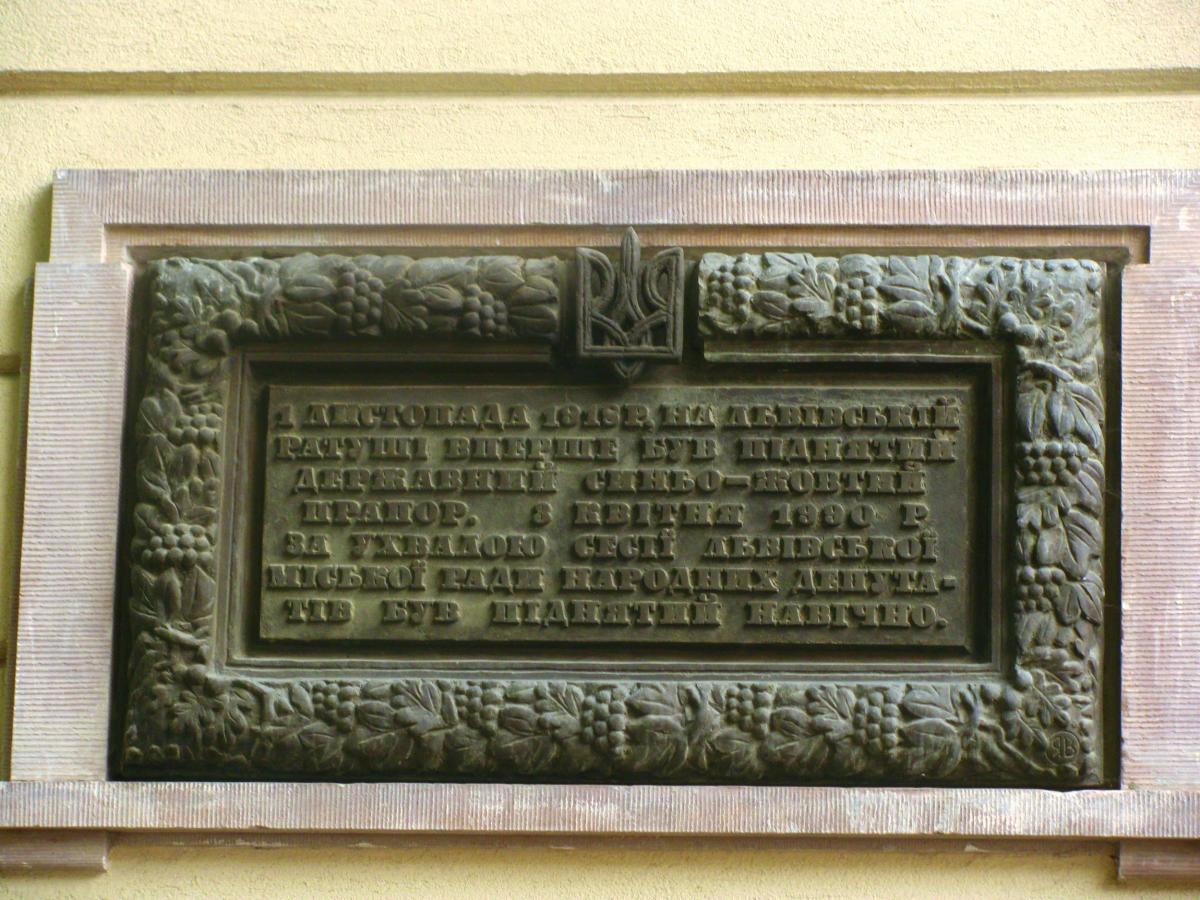 1 ЛИСТОПАДА 1918Р, НА ЛЬВІВСЬКІЙ
РАТУШІ ВПЕРШЕ БУВ ПІДНЯТИЙ
ДЕРЖАВНИЙ СИНЬО-ЖОВТИЙ
ПРАПОР. 3 КВІТНЯ 1990 Р
ЗА УХВАЛОЮ СЕСІЇ ЛЬВІВСЬКОЇ
МІСЬКОЇ РАДИ НАРОДНИХ ДЕПУТА-
ТІВ БУВ ПІДНЯТИЙ НАВІЧНО.